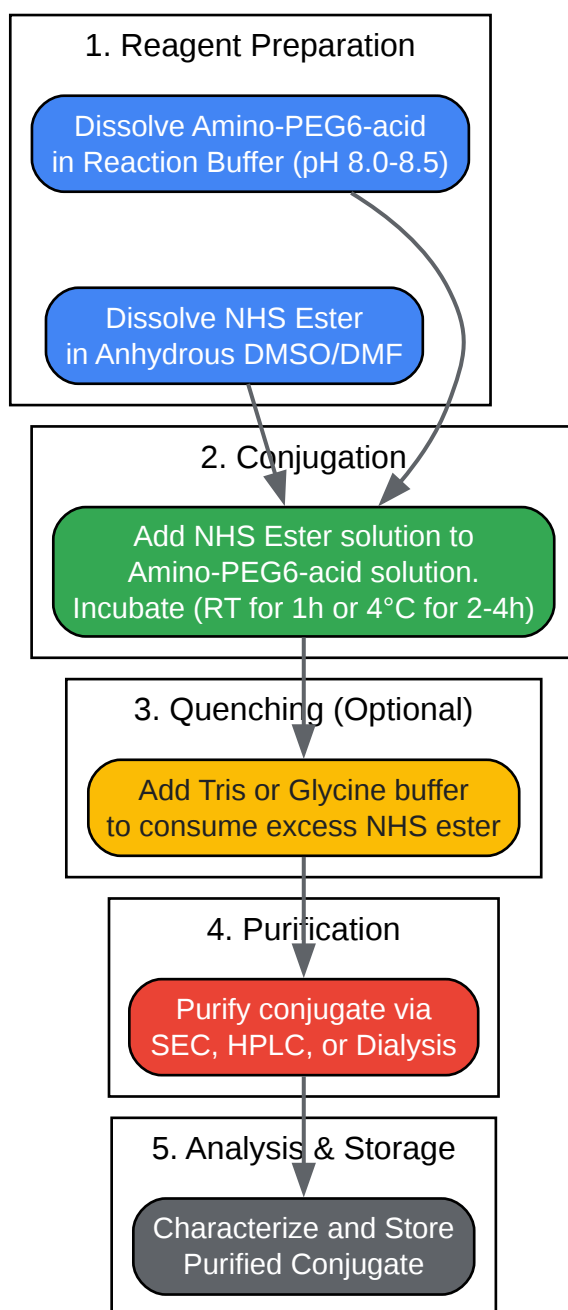 1. Reagent Preparation
Dissolve Amino-PEG6-acid
in Reaction Buffer (pH 8.0-8.5)
Dissolve NHS Ester
in Anhydrous DMSO/DMF
2. Conjugation
Add NHS Ester solution to
Amino-PEG6-acid solution.
Incubate (RT for 1h or 4°C for 2-4h)
3. Quenching (Optional)
Add Tris or Glycine buffer
to consume excess NHS ester
4. Purification
Purify conjugate via
SEC, HPLC, or Dialysis
5. Analysis & Storage
Characterize and Store
Purified Conjugate